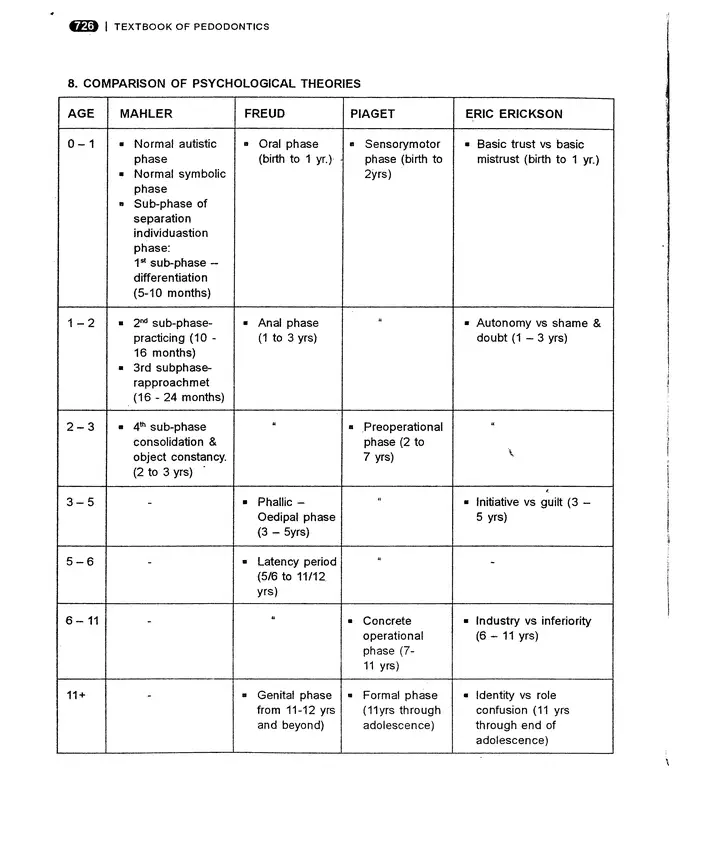 726 | TEXTBOOK OF PEDODONTICS
8. COMPARISON OF PSYCHOLOGICAL THEORIES
AGE MAHLER FREUD PIAGET ERIC ERICKSON
0 – 1
▪ Normal autistic
phase
▪ Normal symbolic
phase
▪ Sub-phase of
separation
individuastion
phase:
1st sub-phase –
differentiation
(5-10 months)
▪ Oral phase
(birth to 1 yr.)
▪ Sensorymotor
phase (birth to
2yrs)
▪ Basic trust vs basic
mistrust (birth to 1 yr.)
1 – 2
▪ 2nd sub-phase-
practicing (10 -
16 months)
▪ 3rd subphase-
rapproachmet
(16 - 24 months)
▪ Anal phase
(1 to 3 yrs)
"
▪ Autonomy vs shame &
doubt (1 – 3 yrs)
2 – 3
▪ 4th sub-phase
consolidation &
object constancy.
(2 to 3 yrs)
"
▪ Preoperational
phase (2 to
7 yrs)
"
3 – 5
-
▪ Phallic –
Oedipal phase
(3 – 5yrs)
"
▪ Initiative vs guilt (3 –
5 yrs)
5 – 6
-
▪ Latency period
(5/6 to 11/12
yrs)
"
-
6 – 11
-
"
▪ Concrete
operational
phase (7-
11 yrs)
▪ Industry vs inferiority
(6 – 11 yrs)
11+
-
▪ Genital phase
from 11-12 yrs
and beyond)
▪ Formal phase
(11yrs through
adolescence)
▪ Identity vs role
confusion (11 yrs
through end of
adolescence)